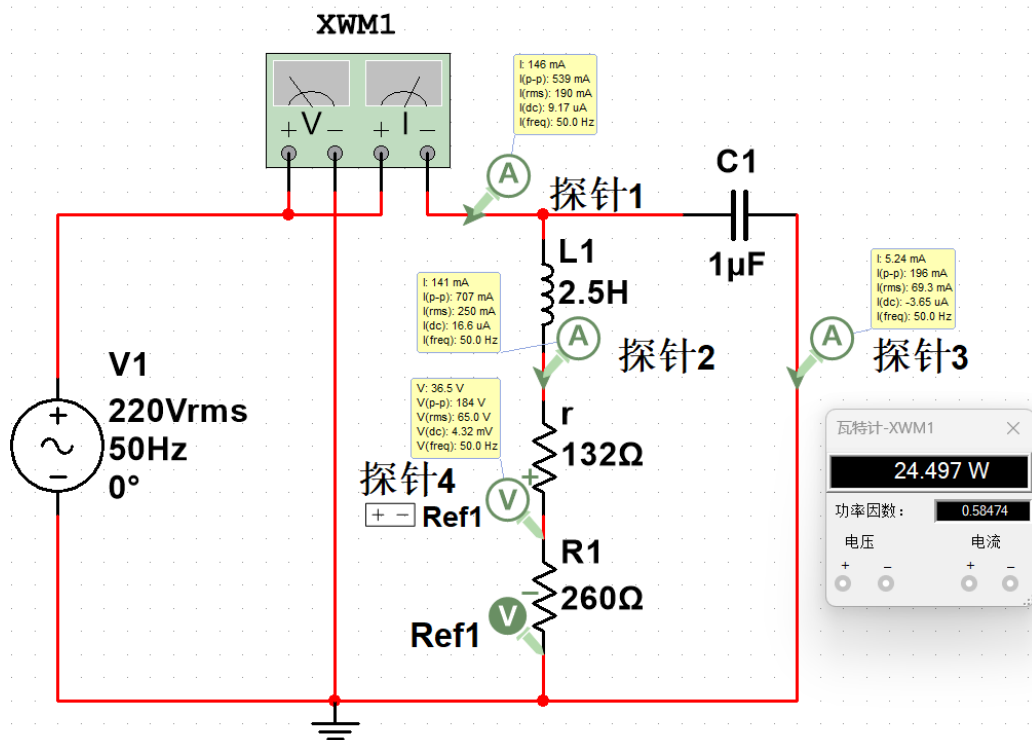 XWM1
I: 146 mA
I(p-p): 539 mA
I(rms): 190 mA
I(dc): 9.17 uA
I(freq): 50.0 Hz
+ V - + I -
A
探针1
C1
1µF
L1
2.5H
I: 141 mA
I(p-p): 707 mA
I(rms): 250 mA
I(dc): 16.6 uA
I(freq): 50.0 Hz
A
探针2
I: 5.24 mA
I(p-p): 196 mA
I(rms): 69.3 mA
I(dc): -3.65 uA
I(freq): 50.0 Hz
A
探针3
V1
220Vrms
50Hz
0°
V: 36.5 V
V(p-p): 184 V
V(rms): 65.0 V
V(dc): 4.32 mV
V(freq): 50.0 Hz
r
132Ω
探针4
+ - Ref1
V
R1
260Ω
V
Ref1
瓦特计-XWM1
24.497 W
功率因数： 0.58474
电压 电流
+ - + -